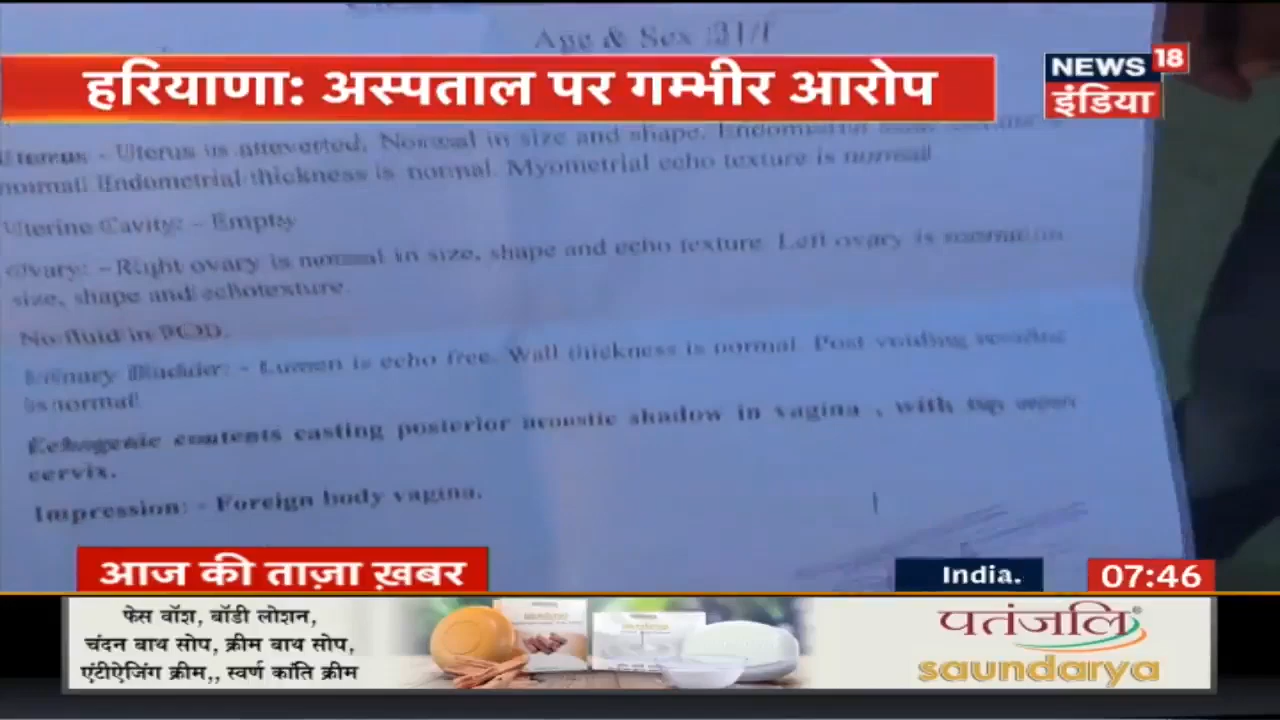 Age & Sex :31/F
हरियाणा: अस्पताल पर गम्भीर आरोप
NEWS 18
इंडिया
Uterus - Uterus is anteverted. Normal in size and shape.
normal. Endometrial thickness is normal. Myometrial echo texture is normal.
Uterine Cavity: - Empty
Ovary: - Right ovary is normal in size, shape and echo texture. Left ovary is normal in
size, shape and echotexture.
No fluid in POD.
Urinary Bladder: - Lumen is echo free. Wall thickness is normal. Post voiding residue
is normal.
Echogenic contents casting posterior acoustic shadow in vagina , with
cervix.
Impression: - Foreign body vagina.
आज की ताज़ा ख़बर
India.
07:46
फेस वॉश, बॉडी लोशन,
चंदन बाथ सोप, क्रीम बाथ सोप,
एंटीऐजिंग क्रीम,, स्वर्ण कांति क्रीम
पतंजलि®
saundarya